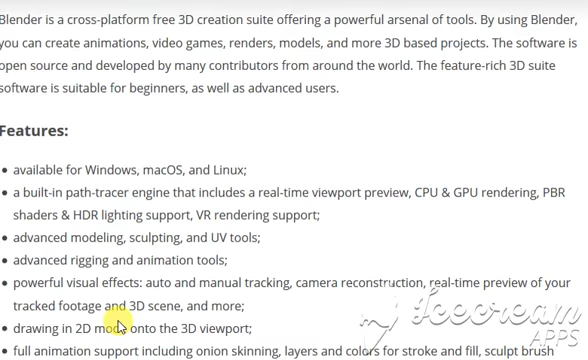 Blender is a cross-platform free 3D creation suite offering a powerful arsenal of tools. By using Blender,
you can create animations, video games, renders, models, and more 3D based projects. The software is
open source and developed by many contributors from around the world. The feature-rich 3D suite
software is suitable for beginners, as well as advanced users.
Features:
available for Windows, macOS, and Linux;
a built-in path-tracer engine that includes a real-time viewport preview, CPU & GPU rendering, PBR
shaders & HDR lighting support, VR rendering support;
advanced modeling, sculpting, and UV tools;
advanced rigging and animation tools;
powerful visual effects: auto and manual tracking, camera reconstruction, real-time preview of your
tracked footage and 3D scene, and more;
drawing in 2D mode onto the 3D viewport;
full animation support including onion skinning, layers and colors for stroke and fill, sculpt brush
Icecream
APPS